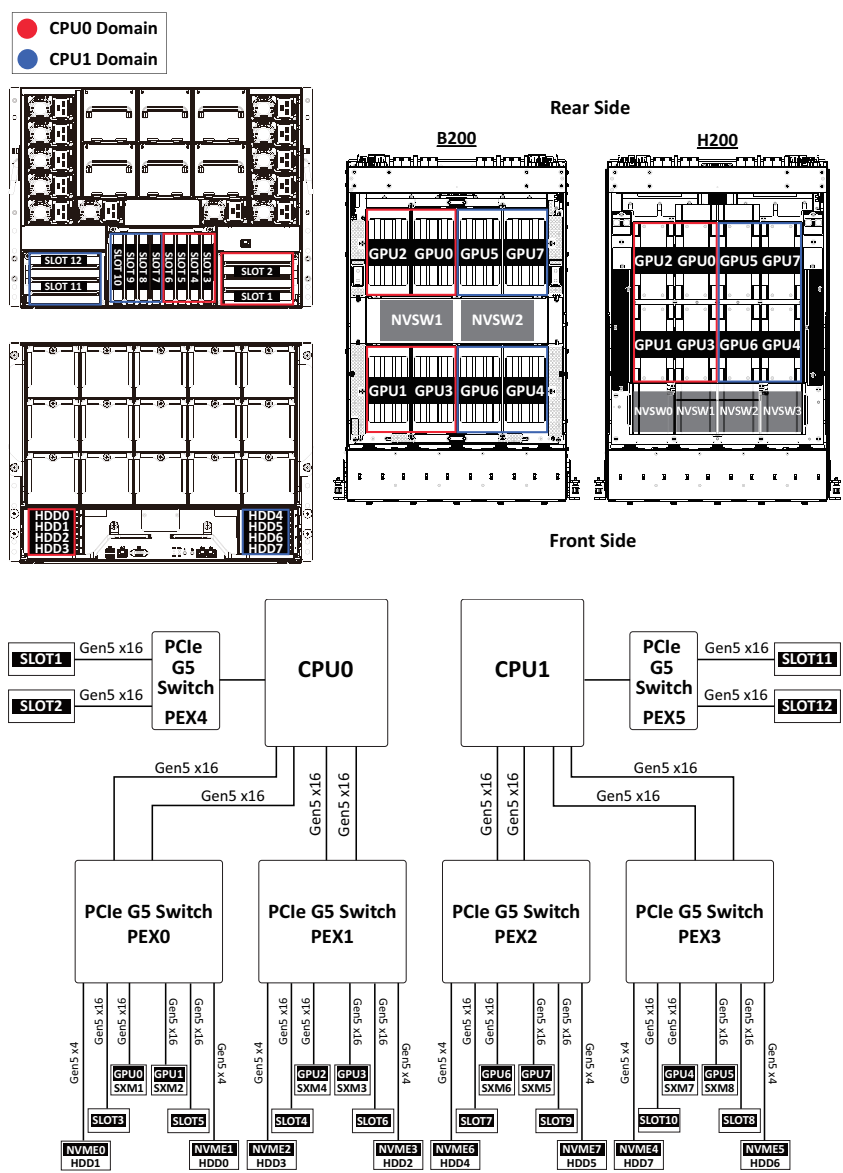 CPU0 Domain
CPU1 Domain
Rear Side
B200
H200
SLOT 12
SLOT 11
SLOT 10
SLOT 9
SLOT 8
SLOT 7
SLOT 6
SLOT 5
SLOT 4
SLOT 3
SLOT 2
SLOT 1
GPU2 GPU0 GPU5 GPU7
NVSW1 NVSW2
GPU1 GPU3 GPU6 GPU4
GPU2 GPU0 GPU5 GPU7
GPU1 GPU3 GPU6 GPU4
NVSW0 NVSW1 NVSW2 NVSW3
HDD0
HDD1
HDD2
HDD3
HDD4
HDD5
HDD6
HDD7
Front Side
SLOT1
Gen5 x16
SLOT2
Gen5 x16
PCIe
G5
Switch
PEX4
CPU0
CPU1
PCIe
G5
Switch
PEX5
Gen5 x16
SLOT11
Gen5 x16
SLOT12
Gen5 x16
Gen5 x16
Gen5 x16
Gen5 x16
Gen5 x16
Gen5 x16
Gen5 x16
Gen5 x16
PCIe G5 Switch
PEX0
PCIe G5 Switch
PEX1
PCIe G5 Switch
PEX2
PCIe G5 Switch
PEX3
Gen5 x4
Gen5 x16
Gen5 x16
Gen5 x16
Gen5 x16
Gen5 x4
Gen5 x4
Gen5 x16
Gen5 x16
Gen5 x16
Gen5 x16
Gen5 x4
Gen5 x4
Gen5 x16
Gen5 x16
Gen5 x16
Gen5 x16
Gen5 x4
Gen5 x4
Gen5 x16
Gen5 x16
Gen5 x16
Gen5 x16
Gen5 x4
GPU0
SXM1
GPU1
SXM2
GPU2
SXM4
GPU3
SXM3
GPU6
SXM6
GPU7
SXM5
GPU4
SXM7
GPU5
SXM8
SLOT3
SLOT5
SLOT4
SLOT6
SLOT7
SLOT9
SLOT10
SLOT8
NVME0
HDD1
NVME1
HDD0
NVME2
HDD3
NVME3
HDD2
NVME6
HDD4
NVME7
HDD5
NVME4
HDD7
NVME5
HDD6